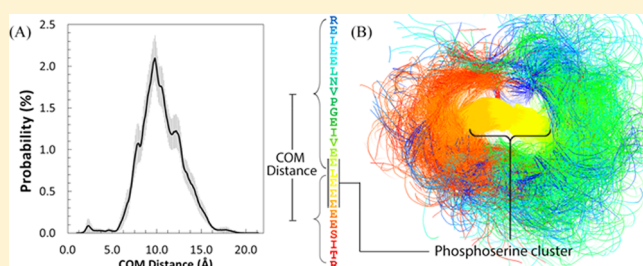 (A)
2.5
2.0
1.5
1.0
0.5
0.0
Probability (%)
0.0 5.0 10.0 15.0 20.0
COM Distance (Å)
COM
Distance
RELEELNVPGEIVEΣLΣΣΣEESITR
(B)
Phosphoserine cluster